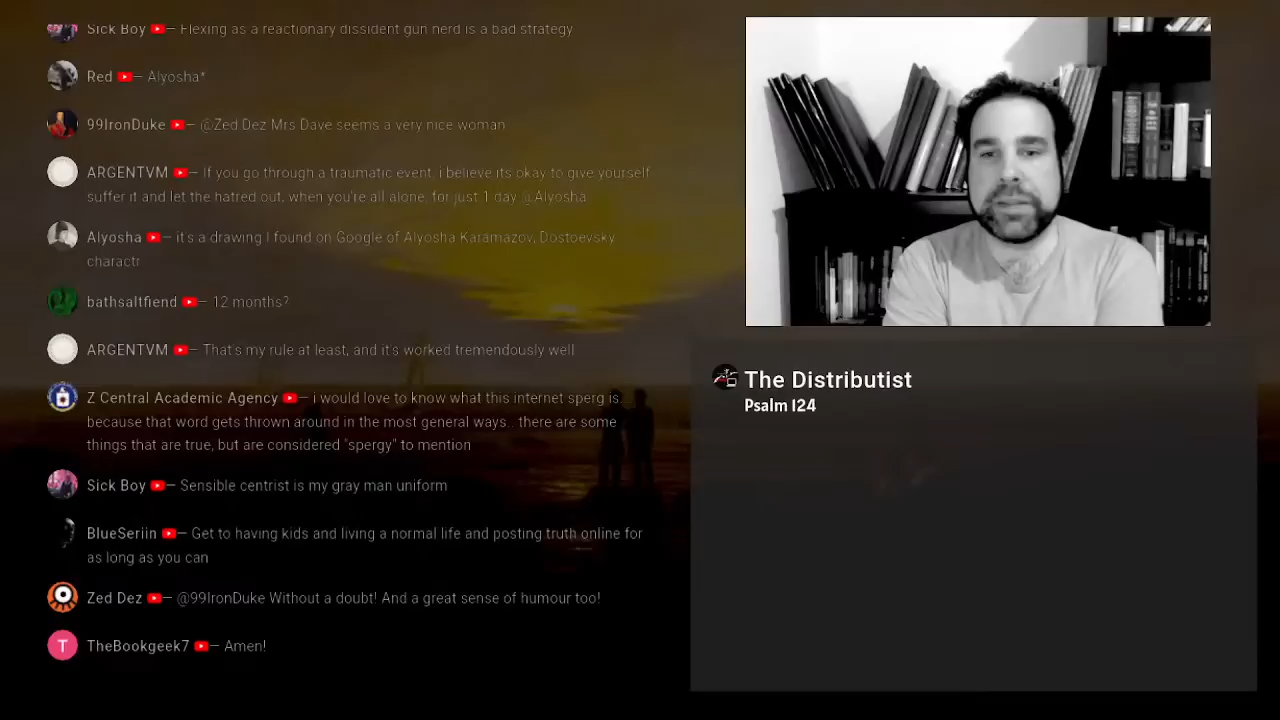 Sick Boy — Flexing as a reactionary dissident gun nerd is a bad strategy
Red — Alyosha*
99IronDuke — @Zed Dez Mrs Dave seems a very nice woman
ARGENTVM — If you go through a traumatic event, i believe its okay to give yourself
suffer it and let the hatred out, when you're all alone, for just 1 day @Alyosha
Alyosha — it's a drawing I found on Google of Alyosha Karamazov, Dostoevsky
charactr
bathsaltfiend — 12 months?
ARGENTVM — That's my rule at least, and it's worked tremendously well
Z Central Academic Agency — i would love to know what this internet sperg is
because that word gets thrown around in the most general ways.. there are some
things that are true, but are considered "spergy" to mention
Sick Boy — Sensible centrist is my gray man uniform
BlueSeriin — Get to having kids and living a normal life and posting truth online for
as long as you can
Zed Dez — @99IronDuke Without a doubt! And a great sense of humour too!
T TheBookgeek7 — Amen!
The Distributist
Psalm 124